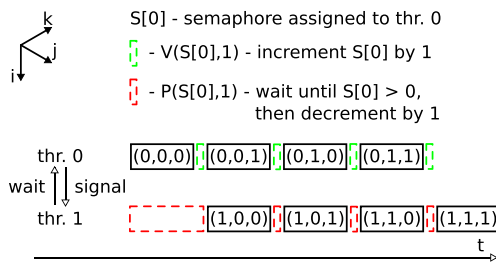 S[0] - semaphore assigned to thr. 0
k
j
i
- V(S[0],1) - increment S[0] by 1
- P(S[0],1) - wait until S[0] > 0,
then decrement by 1
thr. 0 (0,0,0) (0,0,1) (0,1,0) (0,1,1)
wait signal
thr. 1 (1,0,0) (1,0,1) (1,1,0) (1,1,1)
t